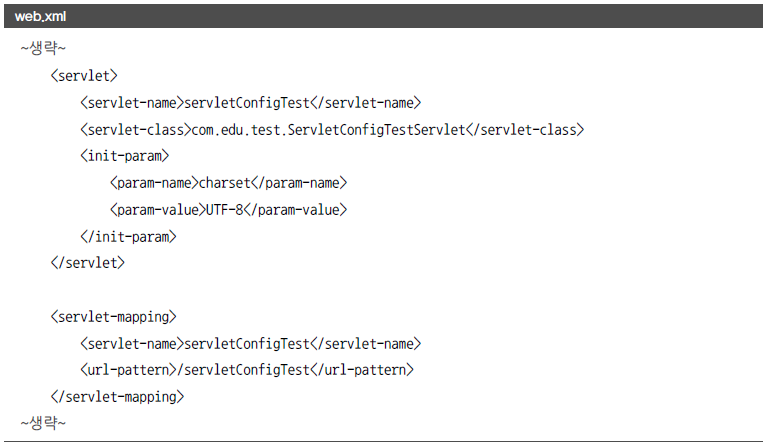 web.xml
~생략~
<servlet>
<servlet-name>servletConfigTest</servlet-name>
<servlet-class>com.edu.test.ServletConfigTestServlet</servlet-class>
<init-param>
<param-name>charset</param-name>
<param-value>UTF-8</param-value>
</init-param>
</servlet>
<servlet-mapping>
<servlet-name>servletConfigTest</servlet-name>
<url-pattern>/servletConfigTest</url-pattern>
</servlet-mapping>
~생략~